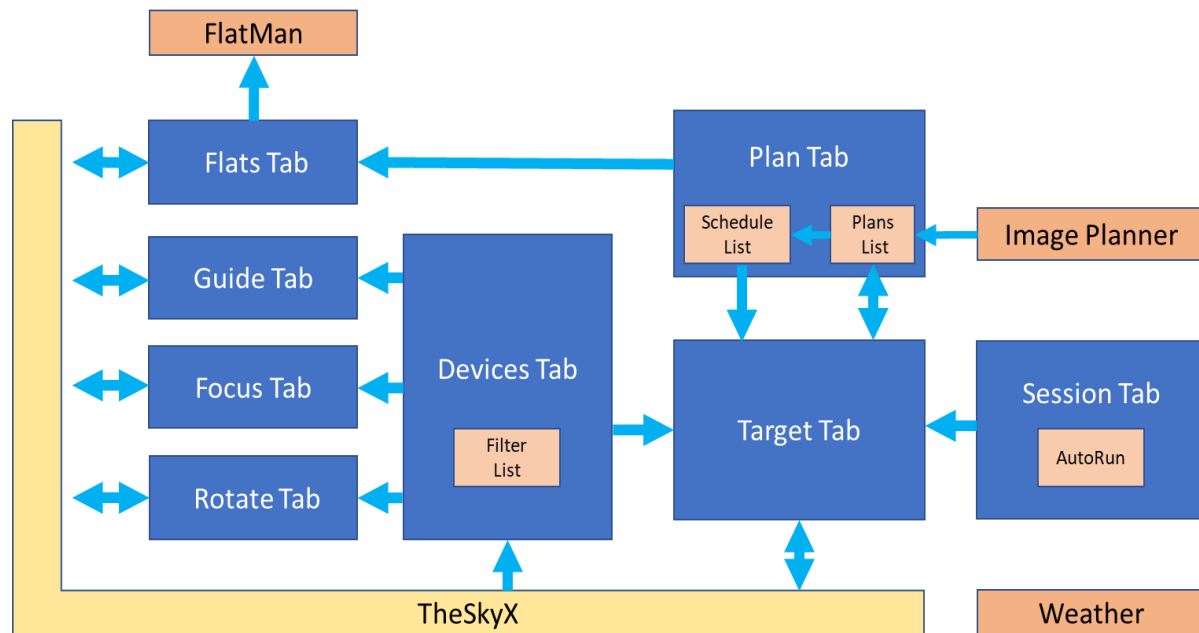 FlatMan
Flats Tab
Plan Tab
Schedule
List
Plans
List
Image Planner
Guide Tab
Devices Tab
Filter
List
Focus Tab
Rotate Tab
Target Tab
Session Tab
AutoRun
TheSkyX
Weather